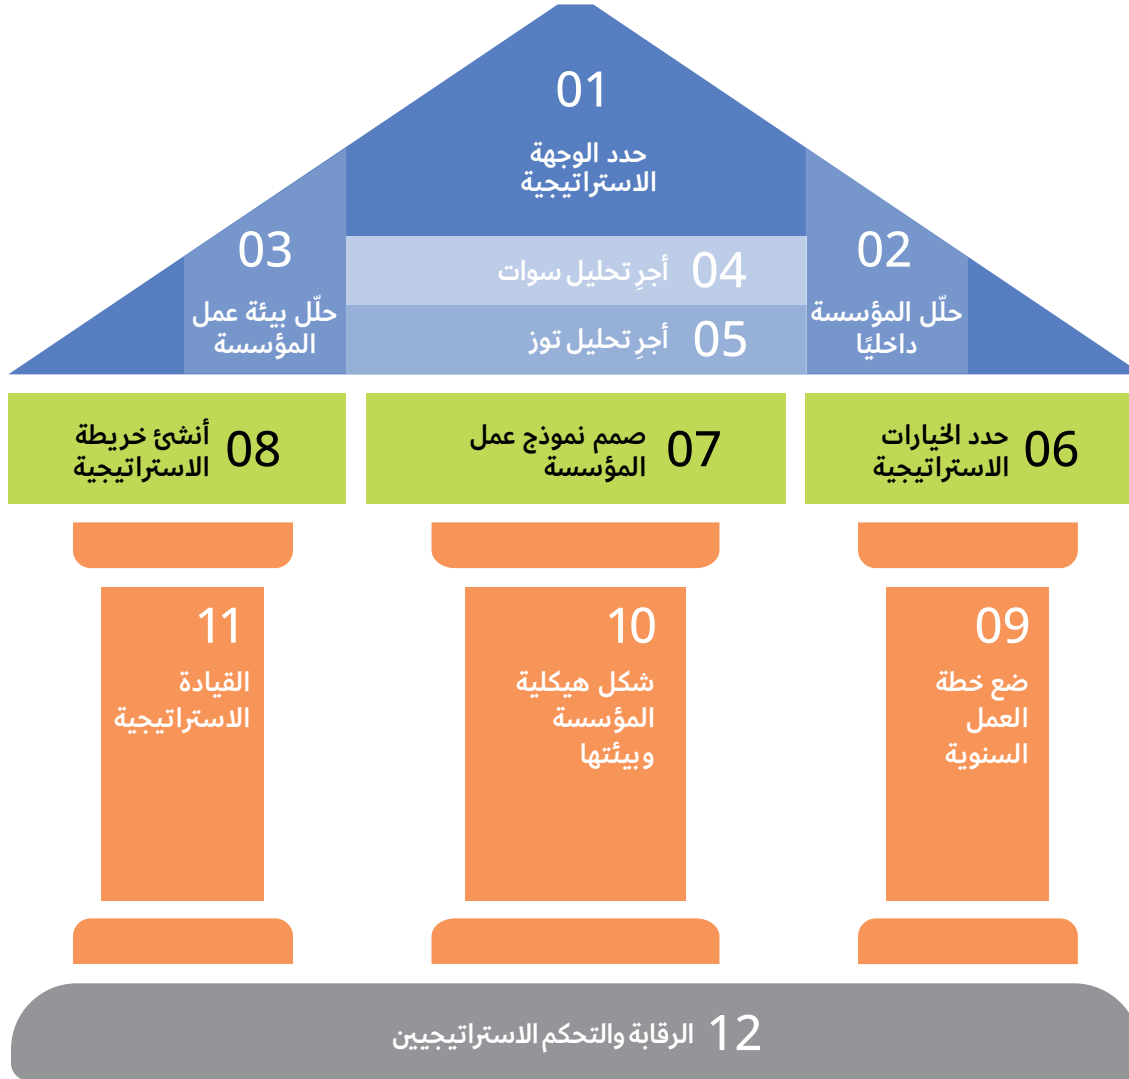 01
حدد الوجهة
الاستراتيجية
02
حلّل المؤسسة
داخليًا
03
حلّل بيئة عمل
المؤسسة
04 أجرِ تحليل سوات
05 أجرِ تحليل توز
06 حدد الخيارات
الاستراتيجية
07 صمم نموذج عمل
المؤسسة
08 أنشئ خريطة
الاستراتيجية
09
ضع خطة
العمل
السنوية
10
شكل هيكلية
المؤسسة
وبيئتها
11
القيادة
الاستراتيجية
12 الرقابة والتحكم الاستراتيجيين